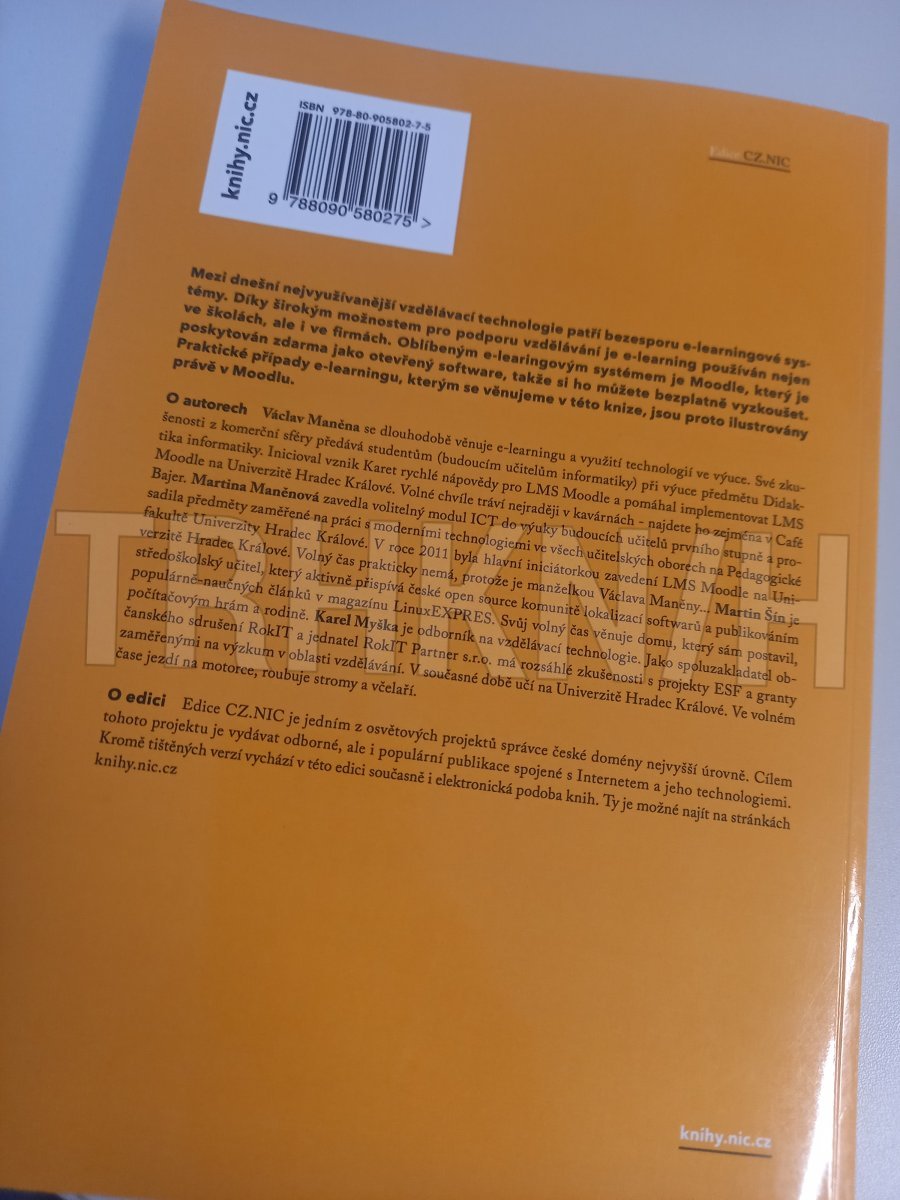 knihy.nic.cz
ISBN 978-80-905802-7-5
9 788090 580275 >
Edice CZ.NIC
Mezi dnešní nejvyužívanější vzdělávací technologie patří bezesporu e-learningové sys-
témy. Díky širokým možnostem pro podporu vzdělávání je e-learning používán nejen
ve školách, ale i ve firmách. Oblíbeným e-learingovým systémem je Moodle, který je
poskytován zdarma jako otevřený software, takže si ho můžete bezplatně vyzkoušet.
Praktické případy e-learningu, kterým se věnujeme v této knize, jsou proto ilustrovány
právě v Moodlu.
O autorech Václav Maněna se dlouhodobě věnuje e-learningu a využití technologií ve výuce. Své zku-
šenosti z komerční sféry předává studentům (budoucím učitelům informatiky) při výuce předmětu Didak-
tika informatiky. Inicioval vznik Karet rychlé nápovědy pro LMS Moodle a pomáhal implementovat LMS
Moodle na Univerzitě Hradec Králové. Volné chvíle tráví nejraději v kavárnách - najdete ho zejména v Café
Bajer. Martina Maněnová zavedla volitelný modul ICT do výuky budoucích učitelů prvního stupně a pro-
sadila předměty zaměřené na práci s moderními technologiemi ve všech učitelských oborech na Pedagogické
fakultě Univerzity Hradec Králové. V roce 2011 byla hlavní iniciátorkou zavedení LMS Moodle na Uni-
verzitě Hradec Králové. Volný čas prakticky nemá, protože je manželkou Václava Maněny... Martin Šín je
středoškolský učitel, který aktivně přispívá české open source komunitě lokalizací softwarů a publikováním
populárně-naučných článků v magazínu LinuxEXPRES. Svůj volný čas věnuje domu, který sám postavil,
počítačovým hrám a rodině. Karel Myška je odborník na vzdělávací technologie. Jako spoluzakladatel ob-
čanského sdrušení RokIT a jednatel RokIT Partner s.r.o. má rozsáhlé zkušenosti s projekty ESF a granty
zaměřenými na výzkum v oblasti vzdělávání. V současné době učí na Univerzitě Hradec Králové. Ve volném
čase jezdí na motorce, roubuje stromy a včelaří.
O edici Edice CZ.NIC je jedním z osvětových projektů správce české domény nejvyšší úrovně. Cílem
tohoto projektu je vydávat odborné, ale i populární publikace spojené s Internetem a jeho technologiemi.
Kromě tištěných verzí vychází v této edici současně i elektronická podoba knih. Ty je možné najít na stránkách
knihy.nic.cz
TRHKNIH
knihy.nic.cz